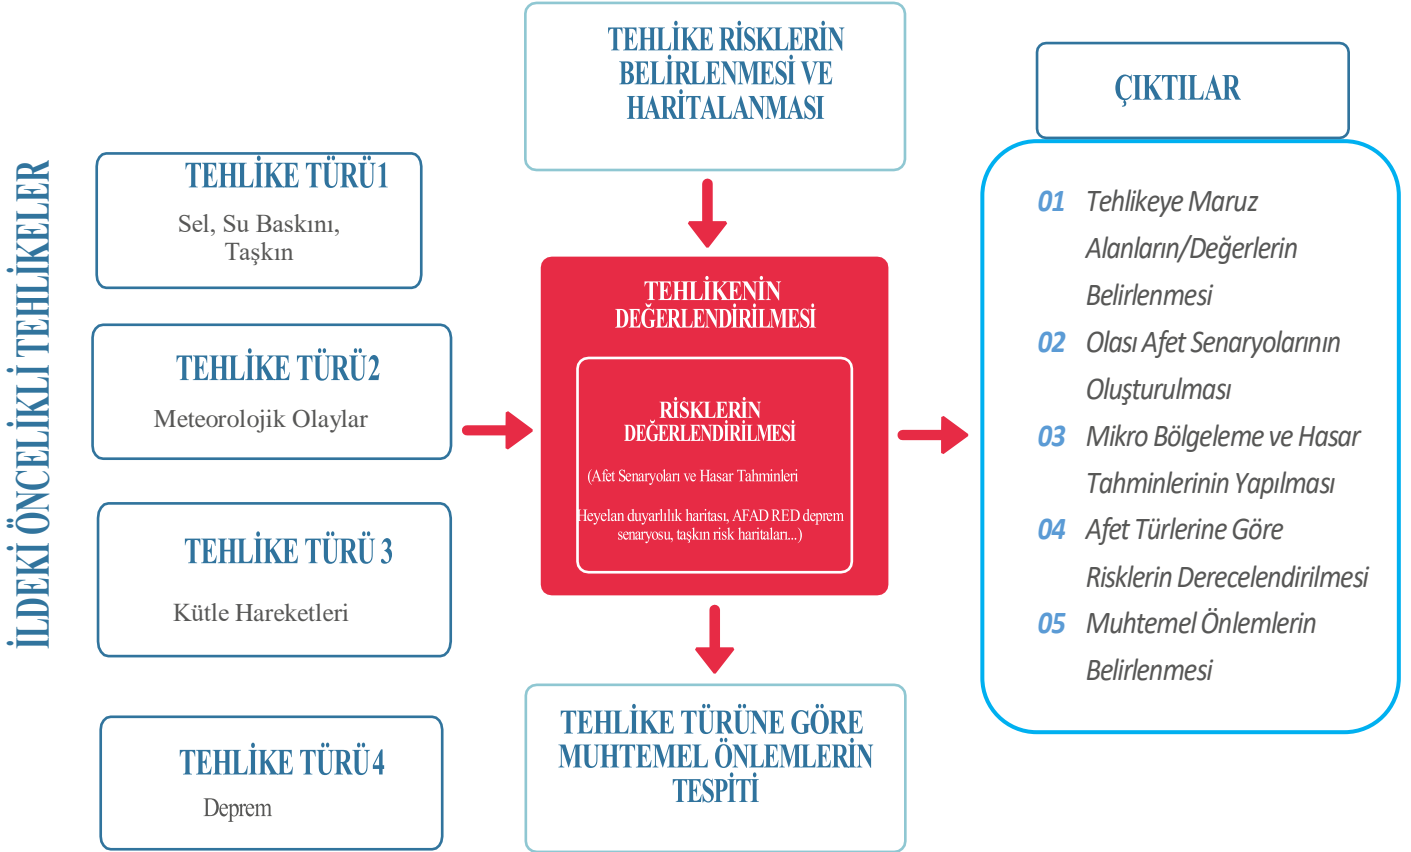 İLDEKİ ÖNCELİKLİ TEHLİKELER
TEHLİKE TÜRÜ1
Sel, Su Baskını,
Taşkın
TEHLİKE TÜRÜ2
Meteorolojik Olaylar
TEHLİKE TÜRÜ 3
Kütle Hareketleri
TEHLİKE TÜRÜ4
Deprem
TEHLİKE RİSKLERİN
BELİRLENMESİ VE
HARİTALANMASI
TEHLİKENİN
DEĞERLENDİRİLMESİ
RİSKLERİN
DEĞERLENDİRİLMESİ
(Afet Senaryoları ve Hasar Tahminleri
Heyelan duyarlılık haritası, AFAD RED deprem
senaryosu, taşkın risk haritaları...)
TEHLİKE TÜRÜNE GÖRE
MUHTEMEL ÖNLEMLERİN
TESPİTİ
ÇIKTILAR
01 Tehlikeye Maruz
Alanların/Değerlerin
Belirlenmesi
02 Olası Afet Senaryolarının
Oluşturulması
03 Mikro Bölgeleme ve Hasar
Tahminlerinin Yapılması
04 Afet Türlerine Göre
Risklerin Derecelendirilmesi
05 Muhtemel Önlemlerin
Belirlenmesi